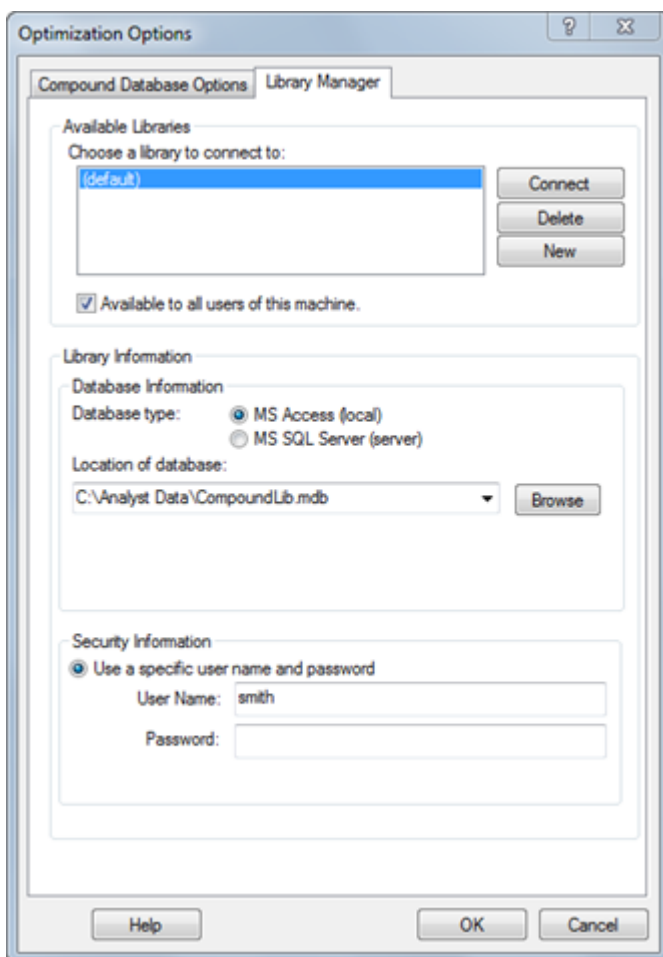 Optimization Options
Compound Database Options
Library Manager
Available Libraries
Choose a library to connect to:
(default)
Connect
Delete
New
Available to all users of this machine.
Library Information
Database Information
Database type:
MS Access (local)
MS SQL Server (server)
Location of database:
C:\Analyst Data\CompoundLib.mdb
Browse
Security Information
Use a specific user name and password
User Name: smith
Password:
Help
OK
Cancel